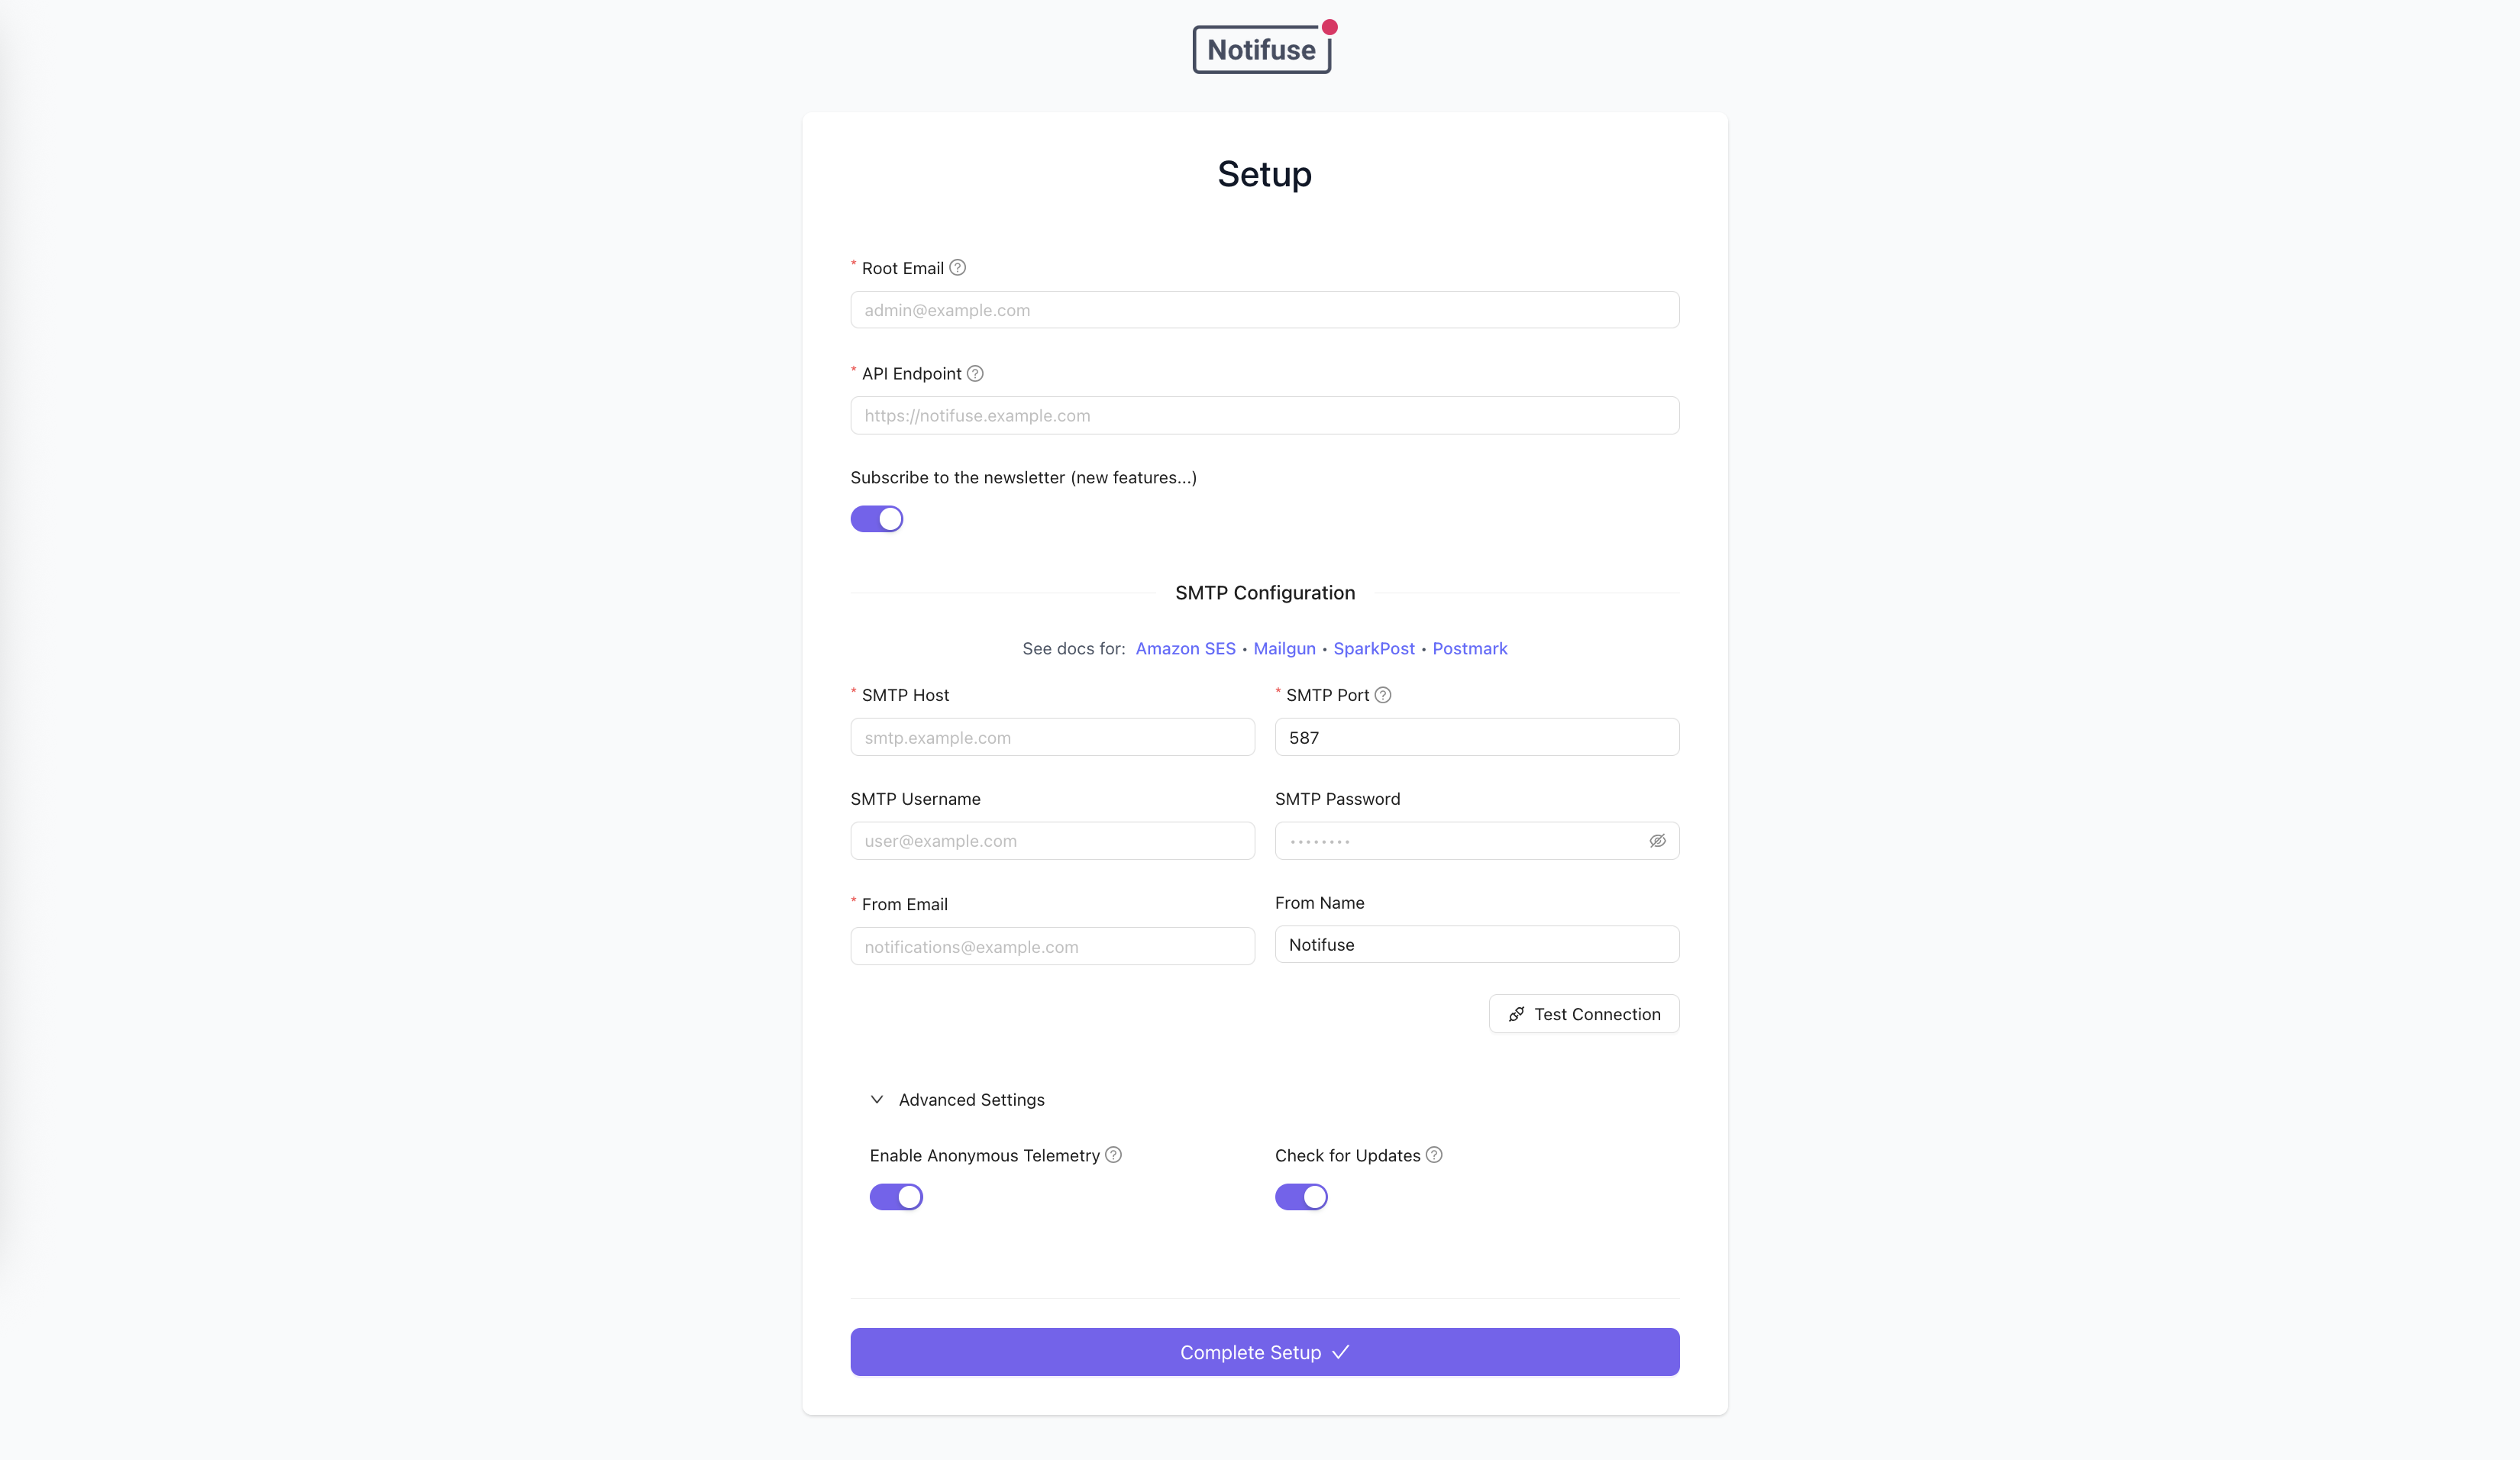 Notifuse
Setup
* Root Email
admin@example.com
* API Endpoint
https://notifuse.example.com
Subscribe to the newsletter (new features...)
SMTP Configuration
See docs for: Amazon SES • Mailgun • SparkPost • Postmark
* SMTP Host
* SMTP Port
smtp.example.com
587
SMTP Username
SMTP Password
user@example.com
••••••••
* From Email
From Name
notifications@example.com
Notifuse
Test Connection
Advanced Settings
Enable Anonymous Telemetry
Check for Updates
Complete Setup